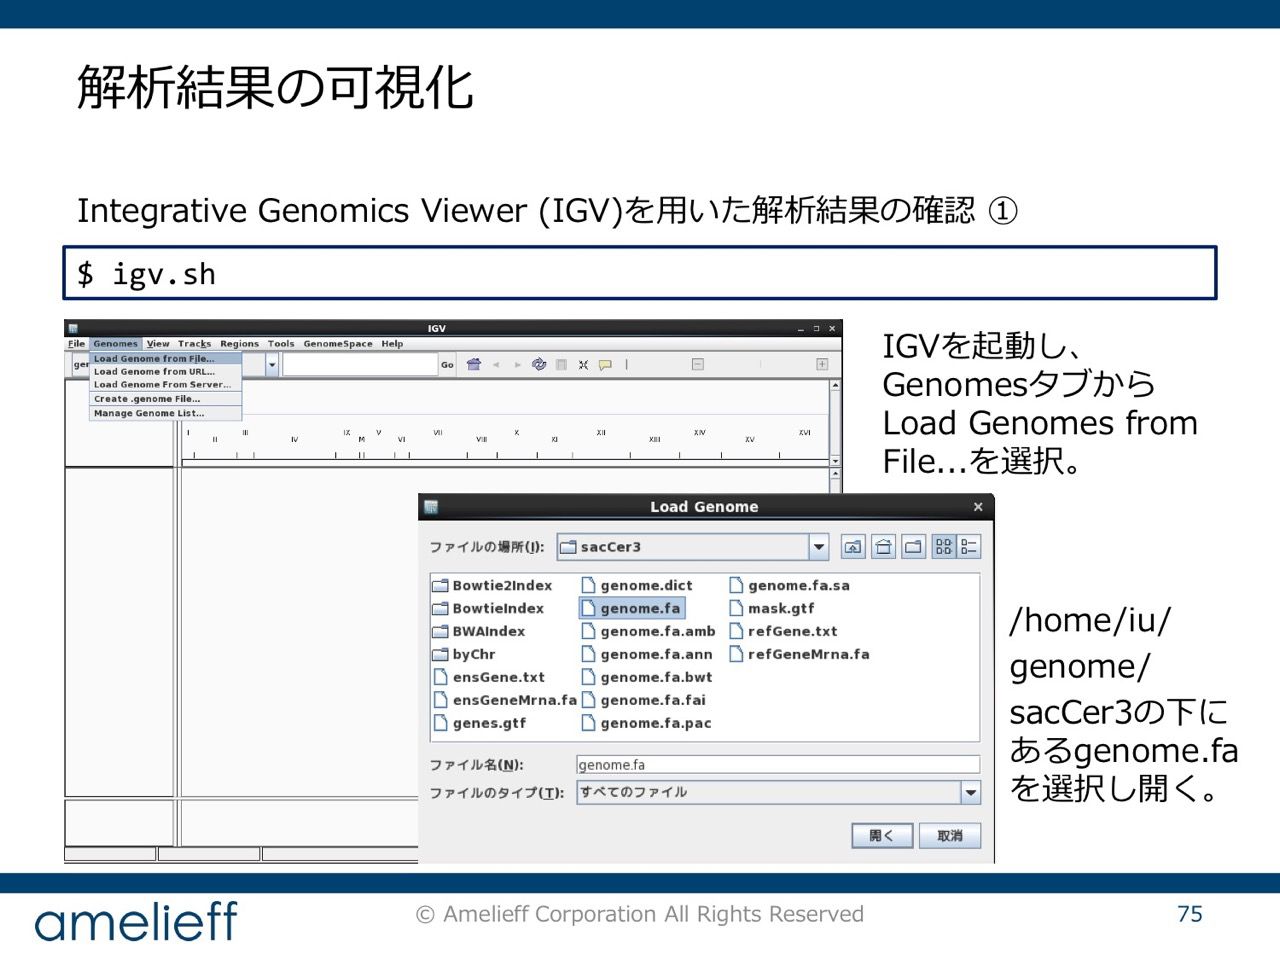 解析結果の可視化
Integrative Genomics Viewer (IGV)を用いた解析結果の確認 ①
$ igv.sh
IGV
File Genomes View Tracks Regions Tools GenomeSpace Help
Load Genome from File...
Load Genome from URL...
Load Genome From Server...
Create .genome File...
Manage Genome List...
ger
Go
I II III IV IX M V VI VII VIII X XI XII XIII XIV XV XVI
IGVを起動し、
Genomesタブから
Load Genomes from
File...を選択。
Load Genome
ファイルの場所(I): sacCer3
Bowtie2Index genome.dict genome.fa.sa
BowtieIndex genome.fa mask.gtf
BWAIndex genome.fa.amb refGene.txt
byChr genome.fa.ann refGeneMrna.fa
ensGene.txt genome.fa.bwt
ensGeneMrna.fa genome.fa.fai
genes.gtf genome.fa.pac
ファイル名(N): genome.fa
ファイルのタイプ(T): すべてのファイル
開く 取消
/home/iu/
genome/
sacCer3の下に
あるgenome.fa
を選択し開く。
amelieff
© Amelieff Corporation All Rights Reserved
75